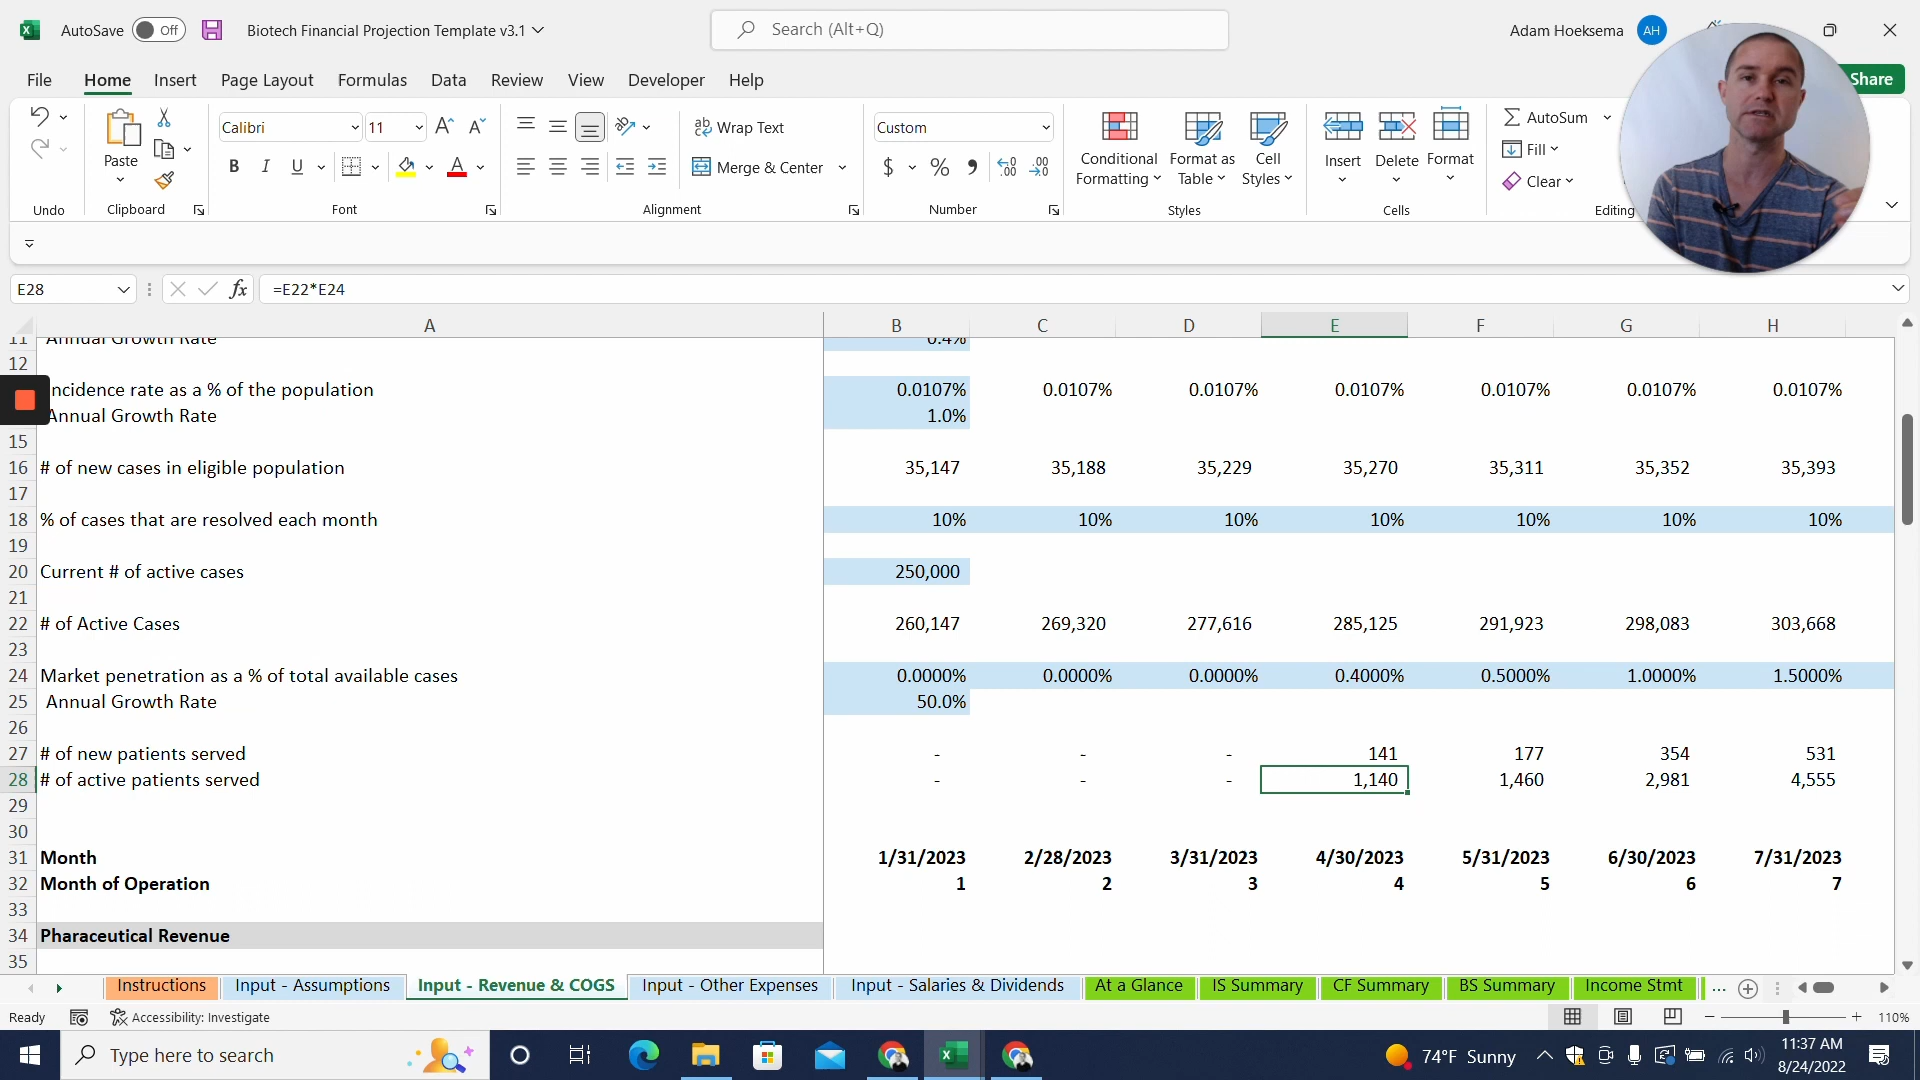 AutoSave Off Biotech Financial Projection Template v3.1 Search (Alt+Q) Adam Hoeksema AH
File Home Insert Page Layout Formulas Data Review View Developer Help Share
Calibri 11 Wrap Text Custom AutoSum
Paste B I U A Merge & Center $ % Conditional Formatting Format as Table Cell Styles Insert Delete Format Fill Clear
Undo Clipboard Font Alignment Number Styles Cells Editing
E28 fx =E22*E24
A B C D E F G H
11 Annual Growth Rate 0.4%
12
ncidence rate as a % of the population 0.0107% 0.0107% 0.0107% 0.0107% 0.0107% 0.0107% 0.0107%
Annual Growth Rate 1.0%
15
16 # of new cases in eligible population 35,147 35,188 35,229 35,270 35,311 35,352 35,393
17
18 % of cases that are resolved each month 10% 10% 10% 10% 10% 10% 10%
19
20 Current # of active cases 250,000
21
22 # of Active Cases 260,147 269,320 277,616 285,125 291,923 298,083 303,668
23
24 Market penetration as a % of total available cases 0.0000% 0.0000% 0.0000% 0.4000% 0.5000% 1.0000% 1.5000%
25 Annual Growth Rate 50.0%
26
27 # of new patients served - - - 141 177 354 531
28 # of active patients served - - - 1,140 1,460 2,981 4,555
29
30
31 Month 1/31/2023 2/28/2023 3/31/2023 4/30/2023 5/31/2023 6/30/2023 7/31/2023
32 Month of Operation 1 2 3 4 5 6 7
33
34 Pharaceutical Revenue
35
Instructions Input - Assumptions Input - Revenue & COGS Input - Other Expenses Input - Salaries & Dividends At a Glance IS Summary CF Summary BS Summary Income Stmt ...
Ready Accessibility: Investigate 110%
Type here to search 74°F Sunny 11:37 AM
8/24/2022